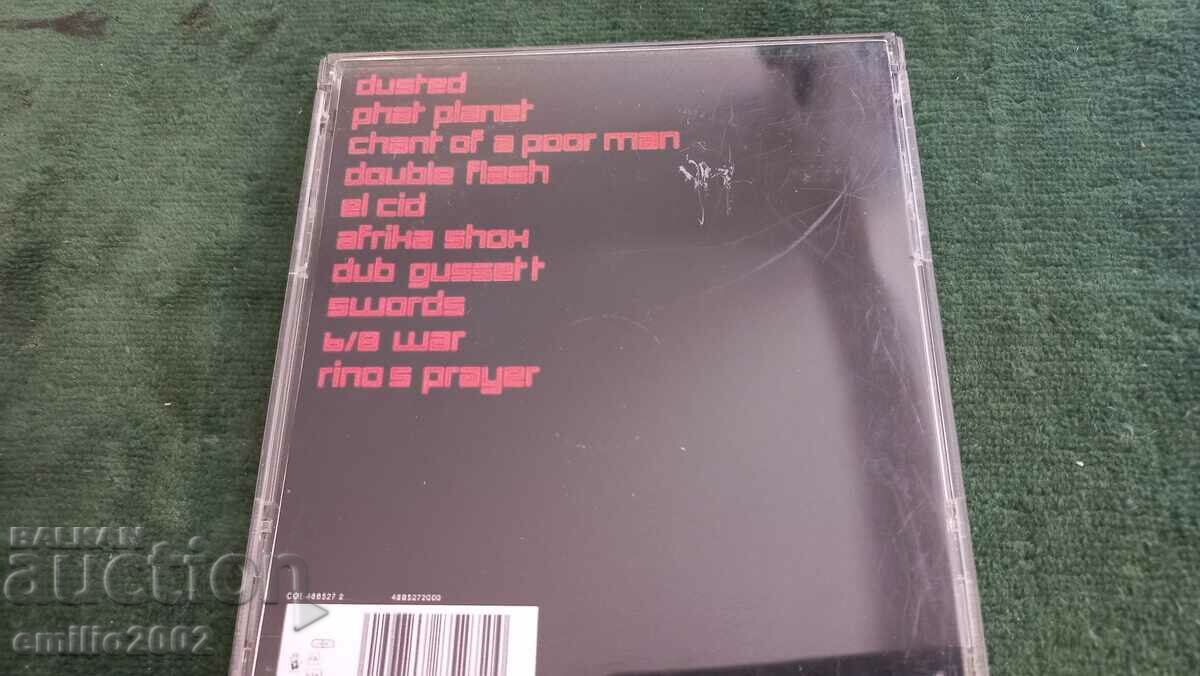 dusted
phat planet
chant of a poor man
double flash
el cid
afrika shox
dub gussett
swords
6/8 war
rino s prayer
COL 488527 2 4885272000
BALKAN
auction
emilio2002